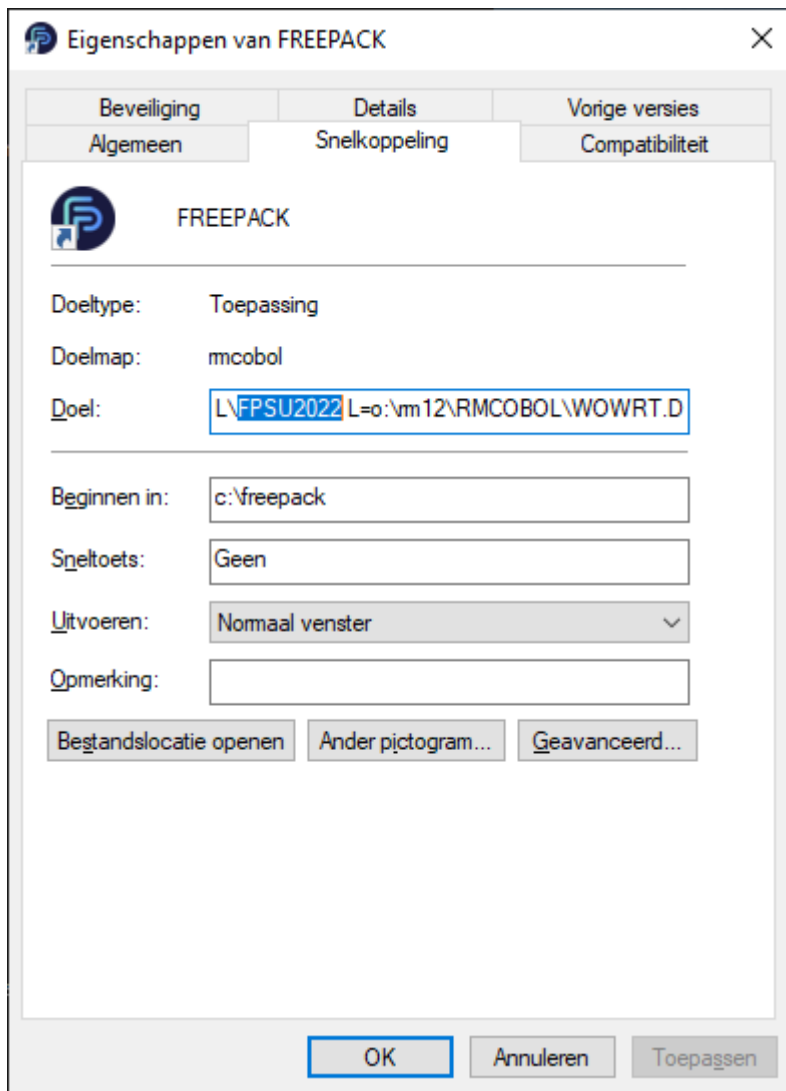 Eigenschappen van FREEPACK
Beveiliging Details Vorige versies
Algemeen Snelkoppeling Compatibiliteit
FREEPACK
Doeltype: Toepassing
Doelmap: rmcobol
Doel: L\FPSU2022 L=o:\rm12\RMCOBOL\WOWRT.D
Beginnen in: c:\freepack
Sneltoets: Geen
Uitvoeren: Normaal venster
Opmerking:
Bestandslocatie openen Ander pictogram... Geavanceerd...
OK Annuleren Toepassen